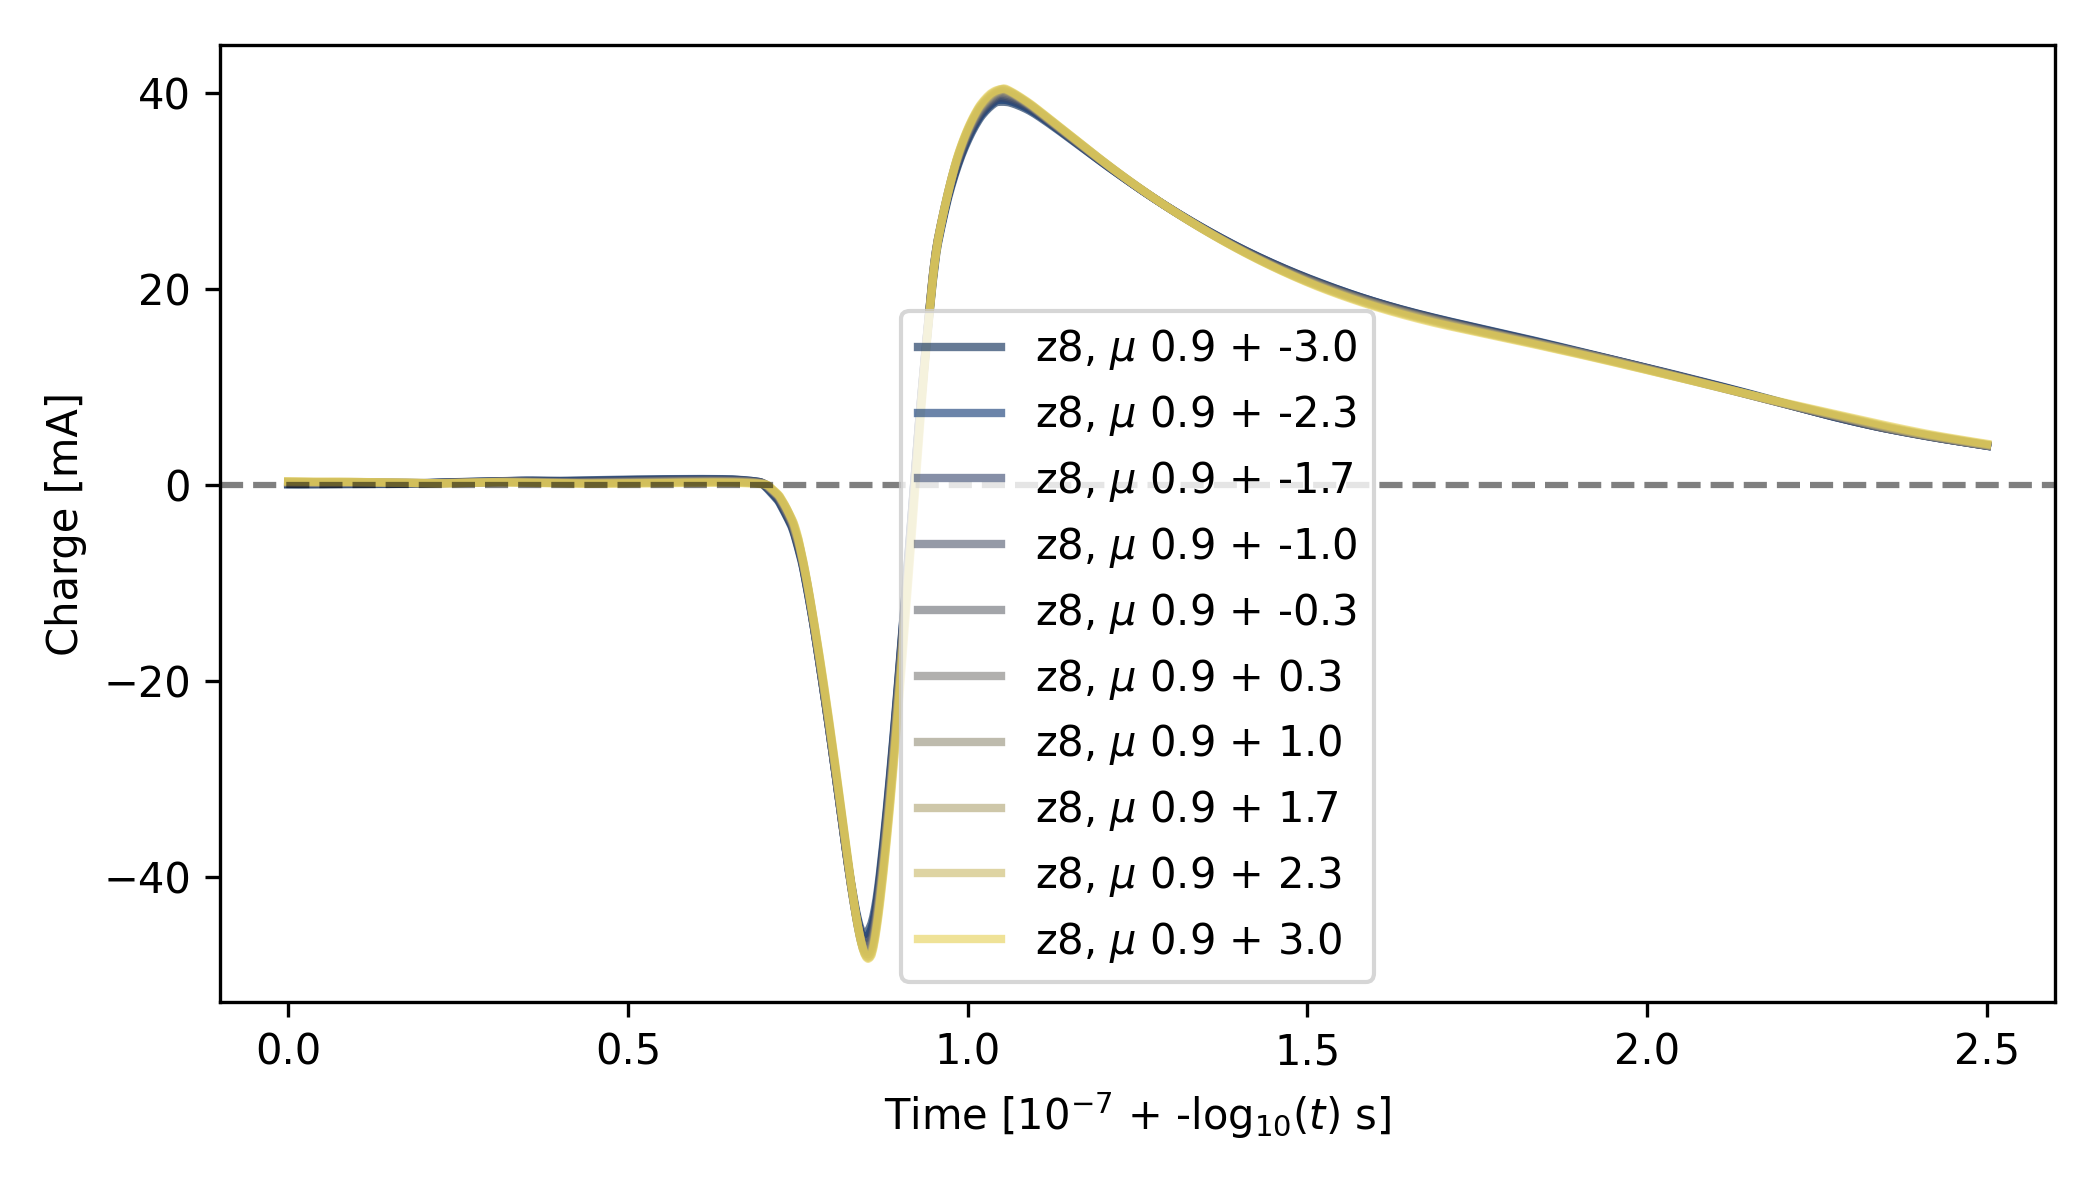 40
20
0
−20
−40
Charge [mA]
z8, μ 0.9 + -3.0
z8, μ 0.9 + -2.3
z8, μ 0.9 + -1.7
z8, μ 0.9 + -1.0
z8, μ 0.9 + -0.3
z8, μ 0.9 + 0.3
z8, μ 0.9 + 1.0
z8, μ 0.9 + 1.7
z8, μ 0.9 + 2.3
z8, μ 0.9 + 3.0
0.0 0.5 1.0 1.5 2.0 2.5
Time [10⁻⁷ + -log₁₀(t) s]